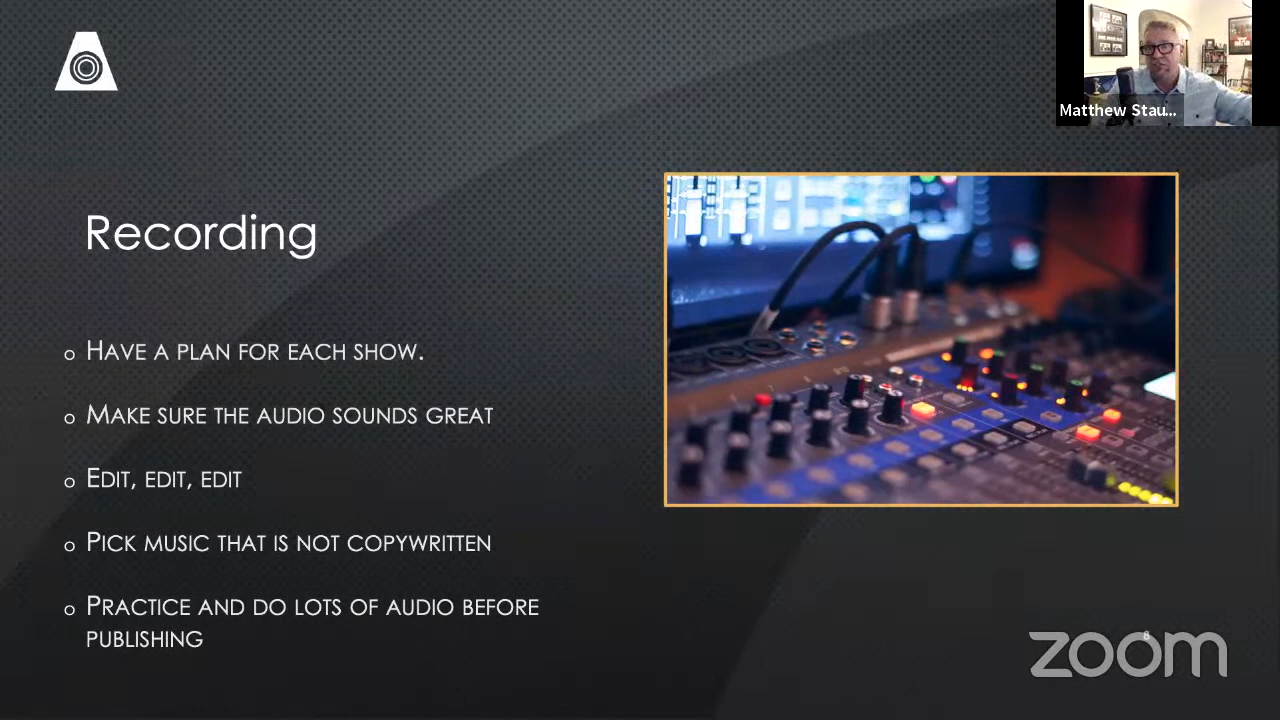 Matthew Stau...
Recording
o Have a plan for each show.
o Make sure the audio sounds great
o Edit, edit, edit
o Pick music that is not copywritten
o Practice and do lots of audio before
publishing
8
zoom